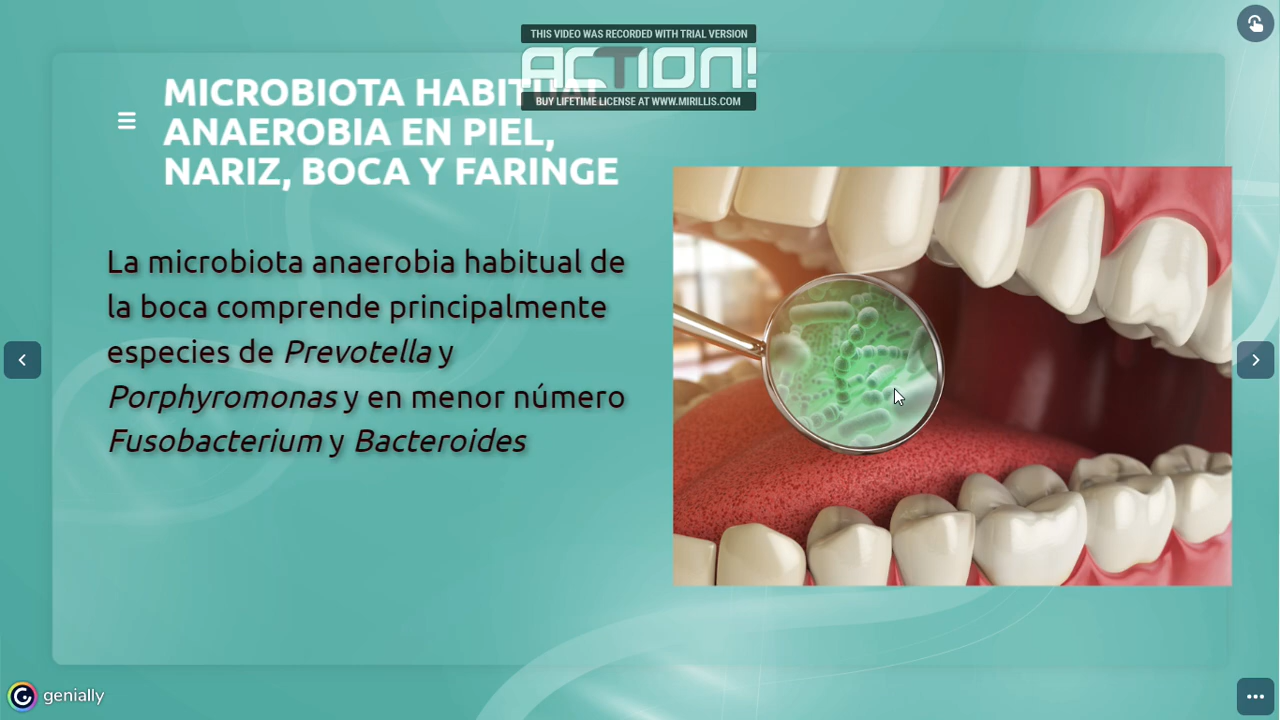 THIS VIDEO WAS RECORDED WITH TRIAL VERSION
ACTION!
BUY LIFETIME LICENSE AT WWW.MIRILLIS.COM
MICROBIOTA HABITUAL
ANAEROBIA EN PIEL,
NARIZ, BOCA Y FARINGE
La microbiota anaerobia habitual de
la boca comprende principalmente
especies de Prevotella y
Porphyromonas y en menor número
Fusobacterium y Bacteroides
genially